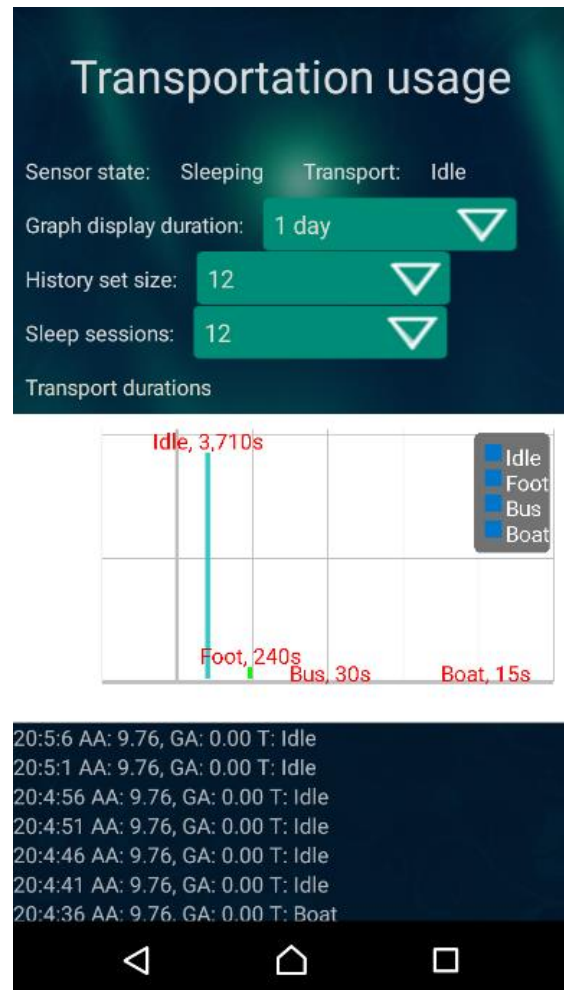 Transportation usage
Sensor state: Sleeping Transport: Idle
Graph display duration: 1 day
History set size: 12
Sleep sessions: 12
Transport durations
Idle, 3,710s
Idle
Foot
Bus
Boat
Foot, 240s
Bus, 30s
Boat, 15s
20:5:6 AA: 9.76, GA: 0.00 T: Idle
20:5:1 AA: 9.76, GA: 0.00 T: Idle
20:4:56 AA: 9.76, GA: 0.00 T: Idle
20:4:51 AA: 9.76, GA: 0.00 T: Idle
20:4:46 AA: 9.76, GA: 0.00 T: Idle
20:4:41 AA: 9.76, GA: 0.00 T: Idle
20:4:36 AA: 9.76, GA: 0.00 T: Boat